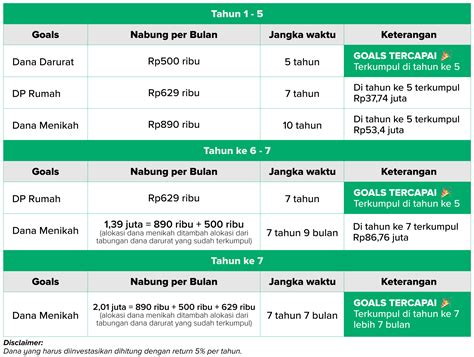 Tahun 1 - 5
Goals Nabung per Bulan Jangka waktu Keterangan
Dana Darurat Rp500 ribu 5 tahun GOALS TERCAPAI 🎉
Terkumpul di tahun ke 5
DP Rumah Rp629 ribu 7 tahun Di tahun ke 5 terkumpul
Rp37,74 juta
Dana Menikah Rp890 ribu 10 tahun Di tahun ke 5 terkumpul
Rp53,4 juta
Tahun ke 6 - 7
Goals Nabung per Bulan Jangka waktu Keterangan
DP Rumah Rp629 ribu 7 tahun GOALS TERCAPAI 🎉
Terkumpul di tahun ke 5
Dana Menikah 1,39 juta = 890 ribu + 500 ribu
(alokasi dana menikah ditambah alokasi dari
tabungan dana darurat yang sudah terkumpul)
7 tahun 9 bulan Di tahun ke 7 terkumpul
Rp86,76 juta
Tahun ke 7
Goals Nabung per Bulan Jangka waktu Keterangan
Dana Menikah 2,01 juta = 890 ribu + 500 ribu + 629 ribu
(alokasi dana menikah ditambah alokasi dari
tabungan dana darurat yang sudah terkumpul)
7 tahun 7 bulan GOALS TERCAPAI 🎉
Terkumpul di tahun ke 7
lebih 7 bulan
Disclaimer:
Dana yang harus diinvestasikan dihitung dengan return 5% per tahun.